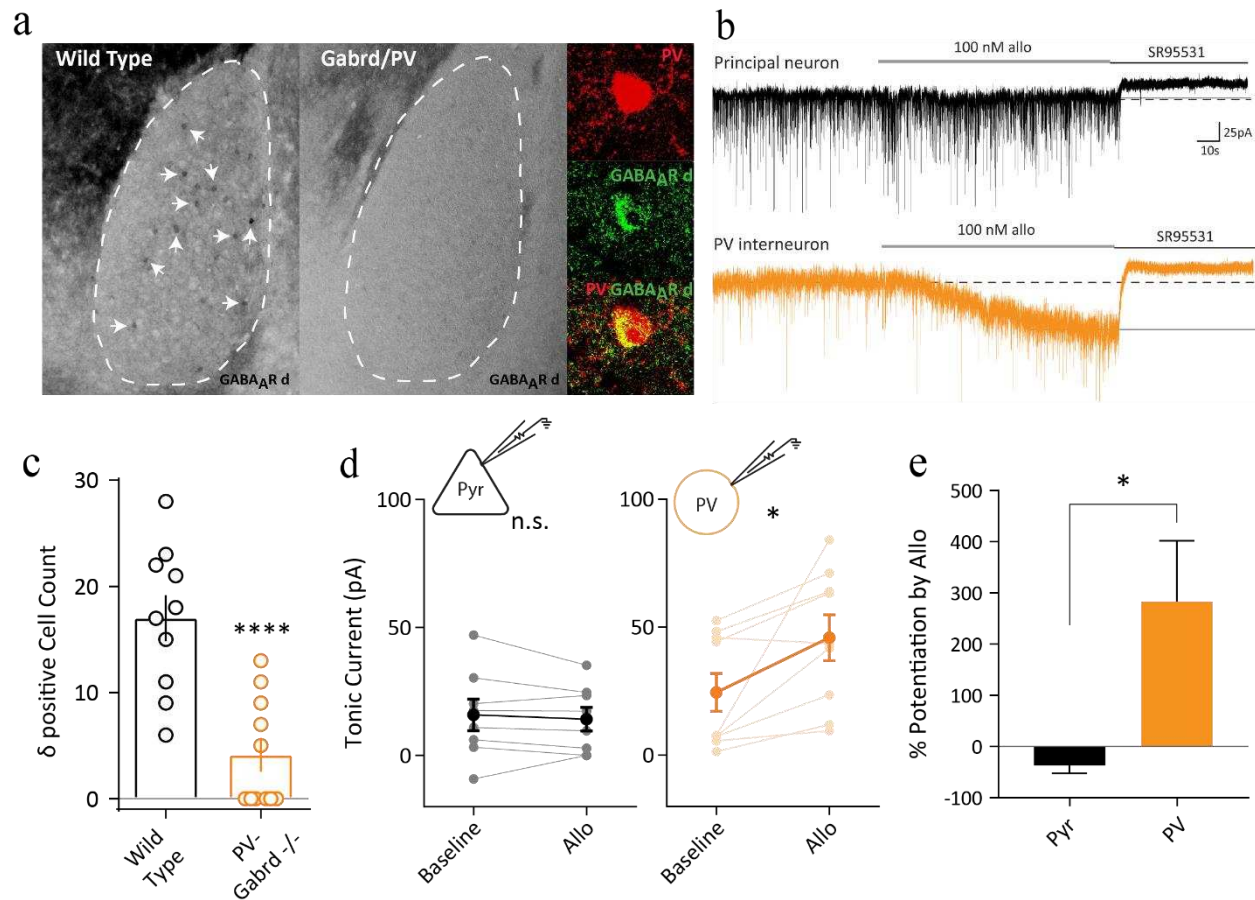 a
Wild Type
Gabrd/PV
PV
GABAAR d
PV GABAAR d
GABAAR d
GABAAR d
b
100 nM allo
SR95531
Principal neuron
25pA
10s
100 nM allo
SR95531
PV interneuron
c
δ positive Cell Count
30
20
10
0
****
Wild
Type
PV-
Gabrd -/-
d
Tonic Current (pA)
100
50
0
Pyr
n.s.
Baseline
Allo
100
50
0
PV
*
Baseline
Allo
e
% Potentiation by Allo
500
400
300
200
100
0
-100
*
Pyr
PV